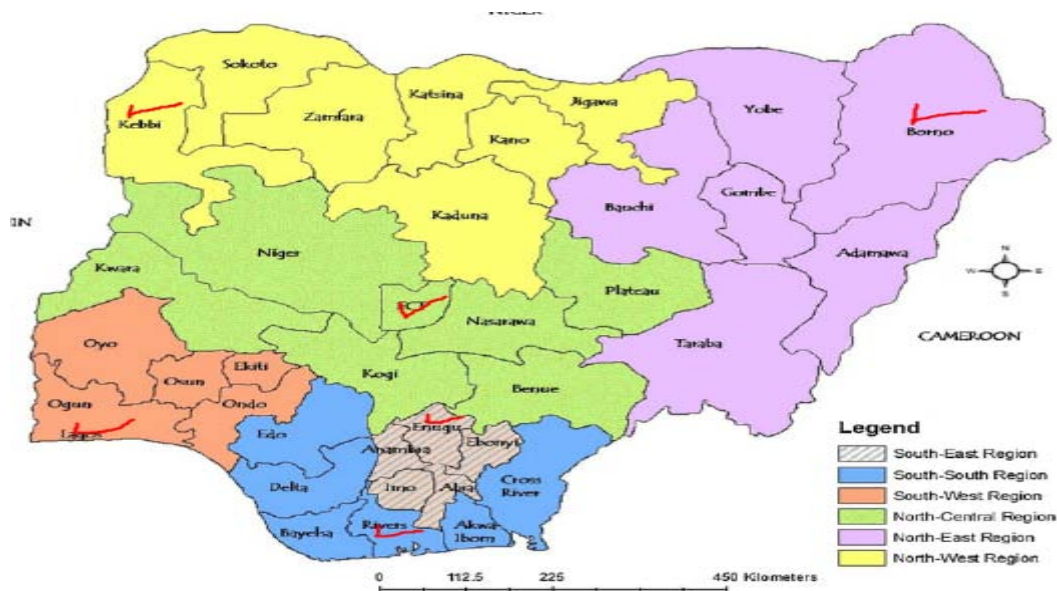 Sokoto
Katsina
Jigawa
Yobe
Kebbi
Zamfara
Kano
Borno
Gombe
Bauchi
Kaduna
IN
Niger
Adamawa
Kwara
N
W
E
S
Plateau
FCT
Nasarawa
CAMEROON
Oyo
Taraba
Ekiti
Osun
Kogi
Benue
Ogun
Ondo
Lagos
Enugu
Edo
Ebonyi
Anambra
Legend
South-East Region
Delta
Imo
Abia
Cross
River
South-South Region
South-West Region
North-Central Region
Rivers
Akwa
Ibom
Bayelsa
North-East Region
North-West Region
0 112.5 225 450 Kilometers